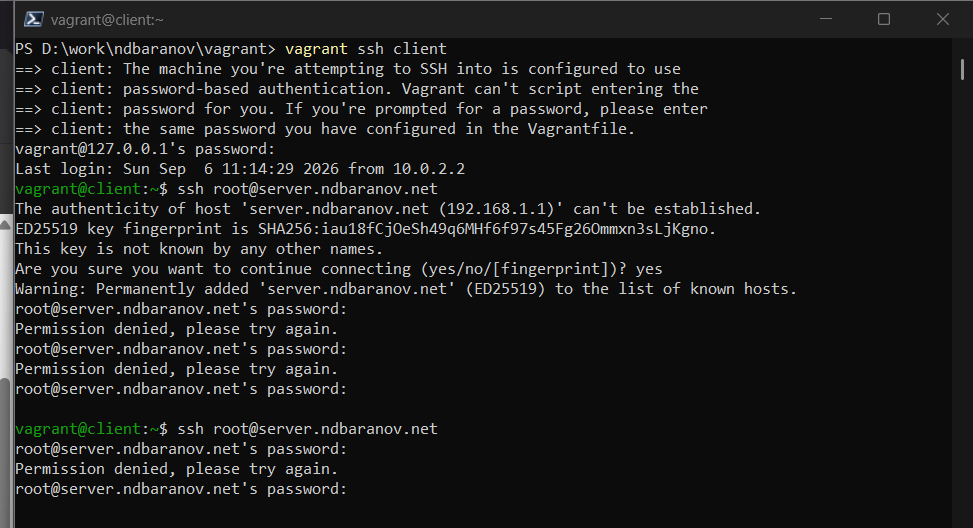 vagrant@client:~
PS D:\work\ndbaranov\vagrant> vagrant ssh client
==> client: The machine you're attempting to SSH into is configured to use
==> client: password-based authentication. Vagrant can't script entering the
==> client: password for you. If you're prompted for a password, please enter
==> client: the same password you have configured in the Vagrantfile.
vagrant@127.0.0.1's password:
Last login: Sun Sep  6 11:14:29 2026 from 10.0.2.2
vagrant@client:~$ ssh root@server.ndbaranov.net
The authenticity of host 'server.ndbaranov.net (192.168.1.1)' can't be established.
ED25519 key fingerprint is SHA256:iau18fCjOeSh49q6MHf6f97s45Fg26Ommxn3sLjKgno.
This key is not known by any other names.
Are you sure you want to continue connecting (yes/no/[fingerprint])? yes
Warning: Permanently added 'server.ndbaranov.net' (ED25519) to the list of known hosts.
root@server.ndbaranov.net's password:
Permission denied, please try again.
root@server.ndbaranov.net's password:
Permission denied, please try again.
root@server.ndbaranov.net's password:
vagrant@client:~$ ssh root@server.ndbaranov.net
root@server.ndbaranov.net's password:
Permission denied, please try again.
root@server.ndbaranov.net's password: